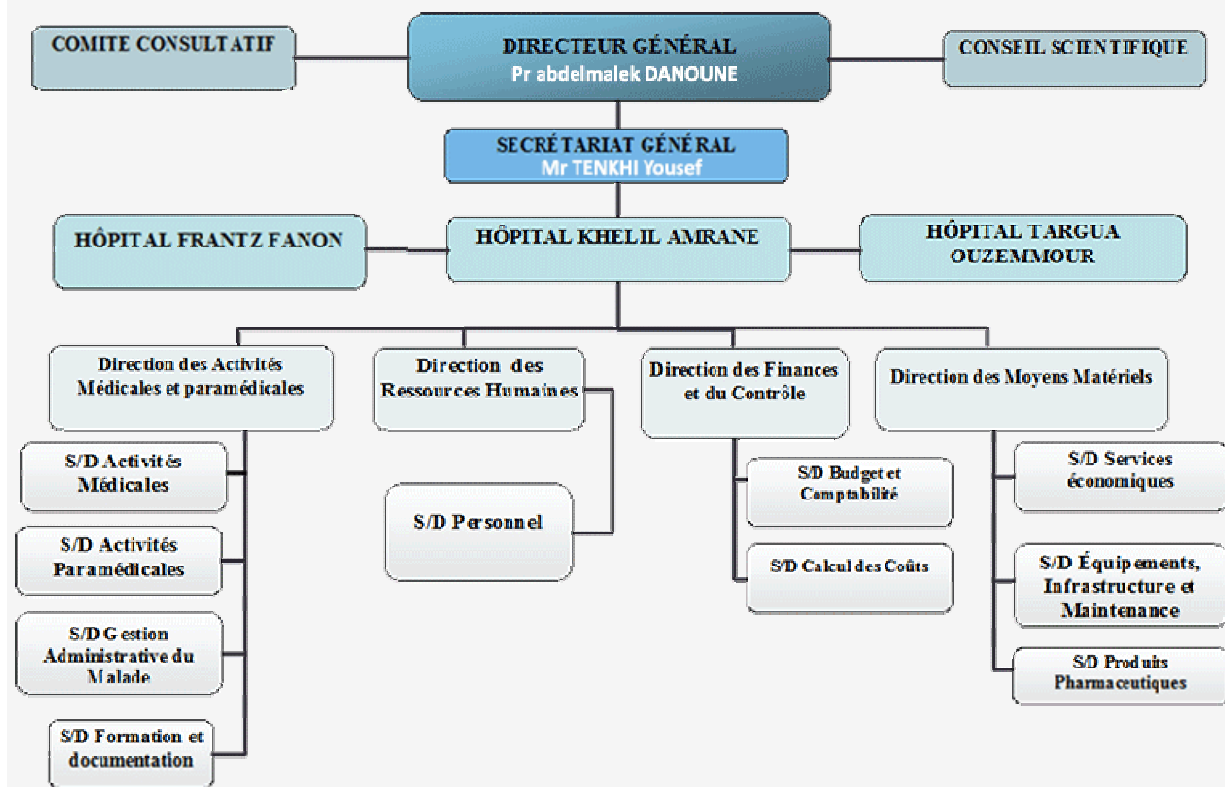 COMITE CONSULTATIF
DIRECTEUR GÉNÉRAL
Pr abdelmalek DANOUNE
CONSEIL SCIENTIFIQUE
SECRÉTARIAT GÉNÉRAL
Mr TENKHI Yousef
HÔPITAL FRANTZ FANON
HÔPITAL KHELIL AMRANE
HÔPITAL TARGUA
OUZEMMOUR
Direction des Activités
Médicales et paramédicales
Direction des
Ressources Humaines
Direction des Finances
et du Contrôle
Direction des Moyens Matériels
S/D Activités
Médicales
S/D Activités
Paramédicales
S/D Gestion
Administrative du
Malade
S/D Formation et
documentation
S/D Personnel
S/D Budget et
Comptabilité
S/D Calcul des Coûts
S/D Services
économiques
S/D Équipements,
Infrastructure et
Maintenance
S/D Produits
Pharmaceutiques